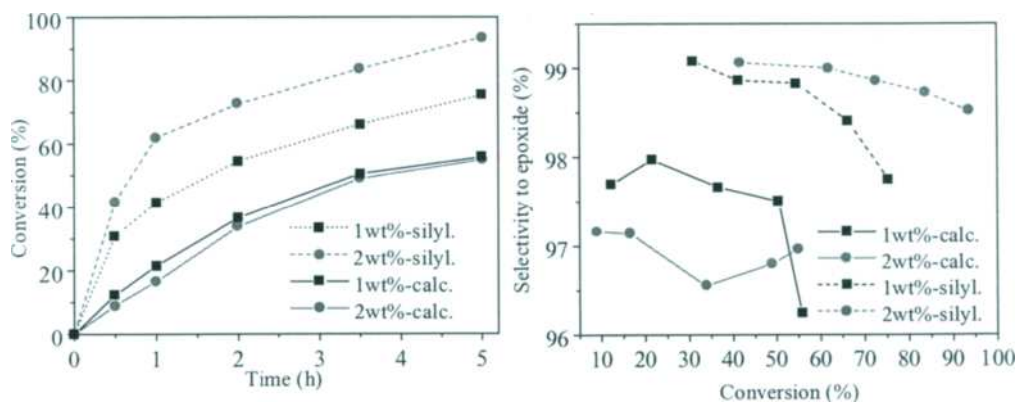 100
80
60
40
20
0
Conversion (%)
0 1 2 3 4 5
Time (h)
1wt%-silyl.
2wt%-silyl.
1wt%-calc.
2wt%-calc.
99
98
97
96
Selectivity to epoxide (%)
0 10 20 30 40 50 60 70 80 90 100
Conversion (%)
1wt%-calc.
2wt%-calc.
1wt%-silyl.
2wt%-silyl.